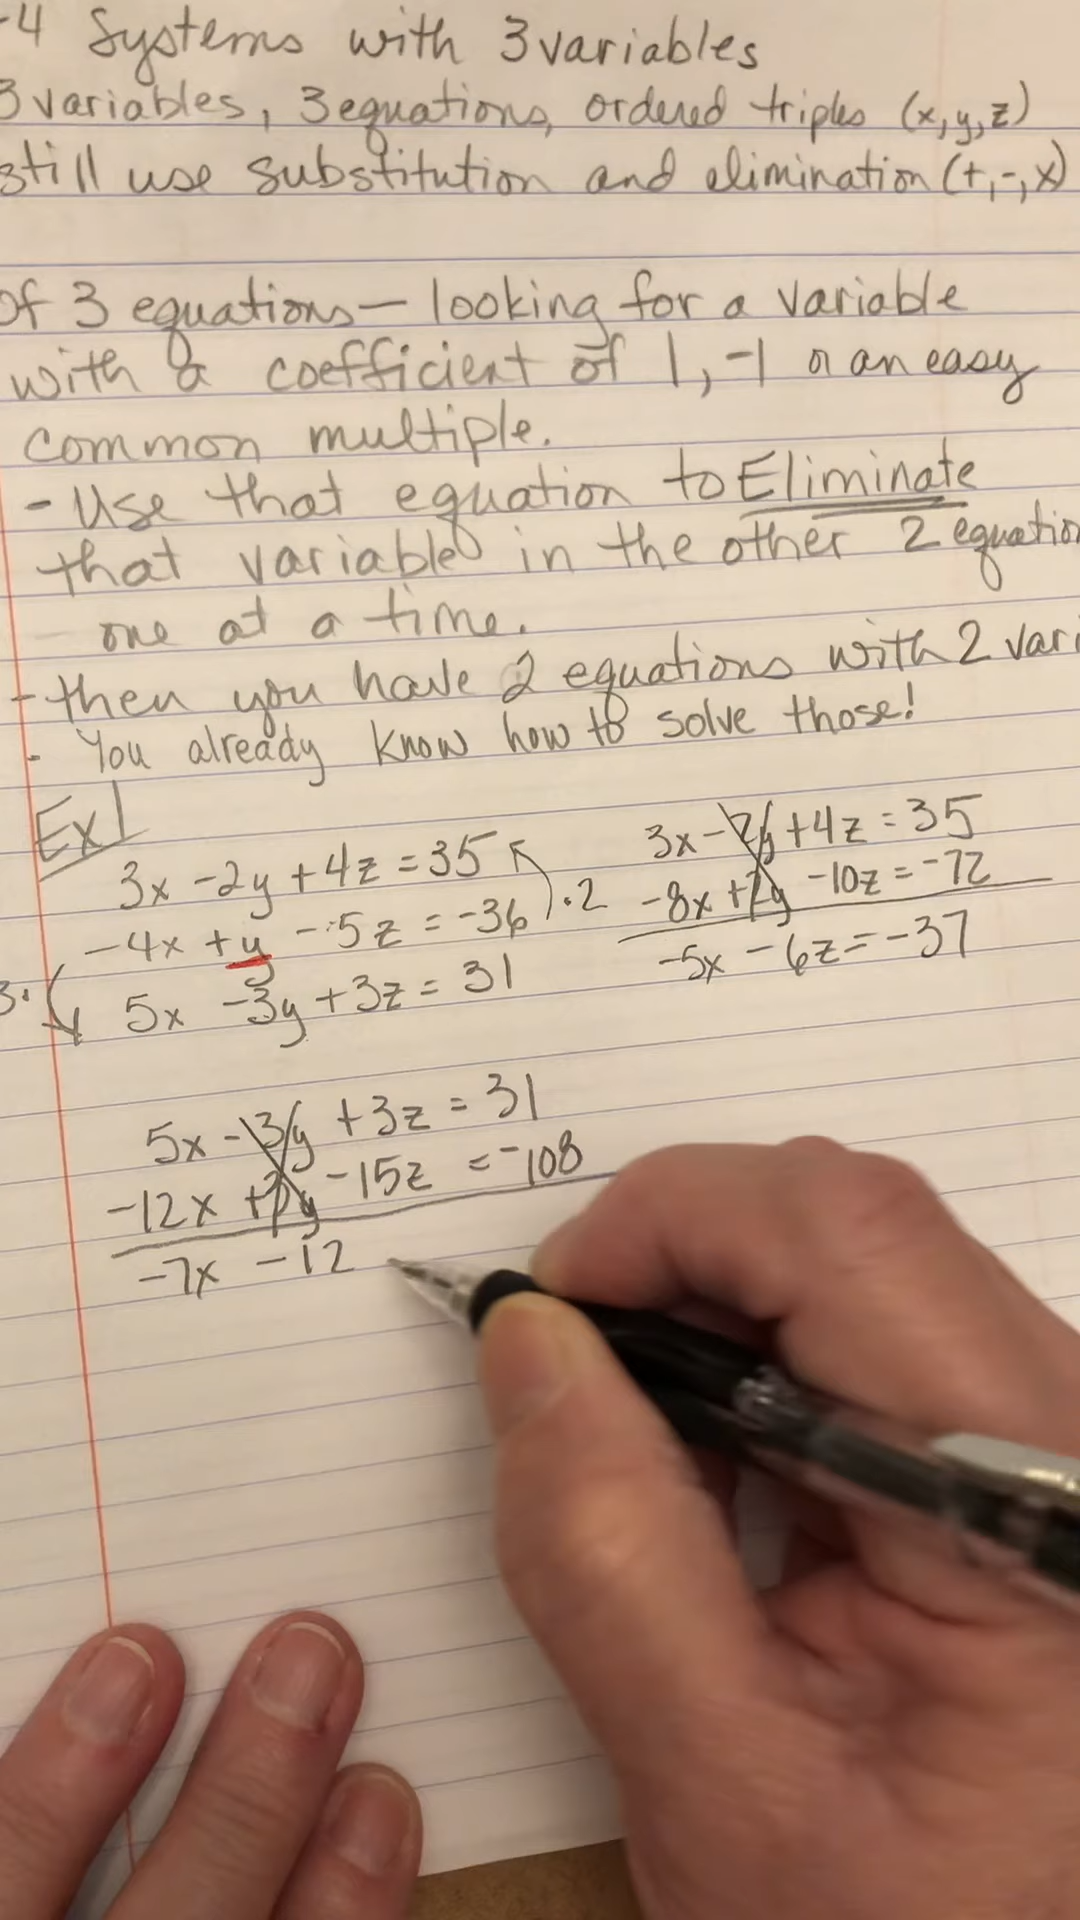 -4 Systems with 3 variables
3 variables, 3 equations, ordered triples (x,y,z)
still use substitution and elimination (+,-,x)
of 3 equations — looking for a variable
with a coefficient of 1, -1 or an easy
common multiple.
- Use that equation to Eliminate
that variable in the other 2 equation
one at a time.
- then you have 2 equations with 2 vari
- You already know how to solve those!
Ex 1
3x -2y +4z = 35
-4x +y -5z = -36 ).2
3. 5x -3y +3z = 31
3x -2y +4z = 35
-8x +2y -10z = -72
-5x -6z = -37
5x -3y +3z = 31
-12x +3y -15z = -108
-7x -12